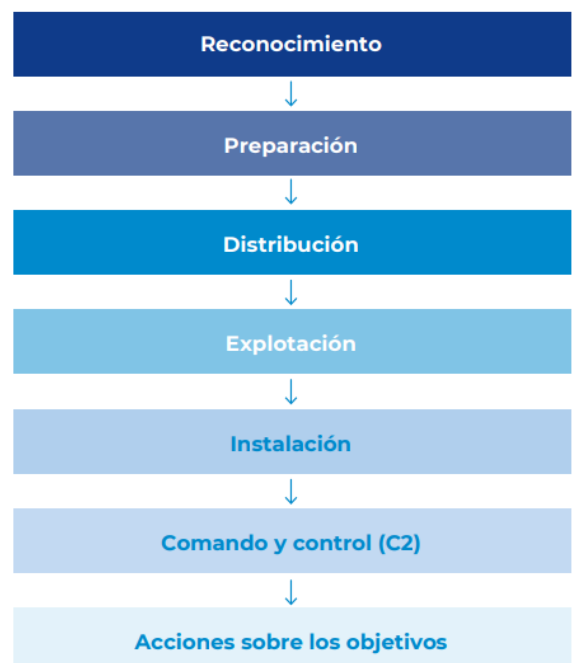 Reconocimiento
Preparación
Distribución
Explotación
Instalación
Comando y control (C2)
Acciones sobre los objetivos